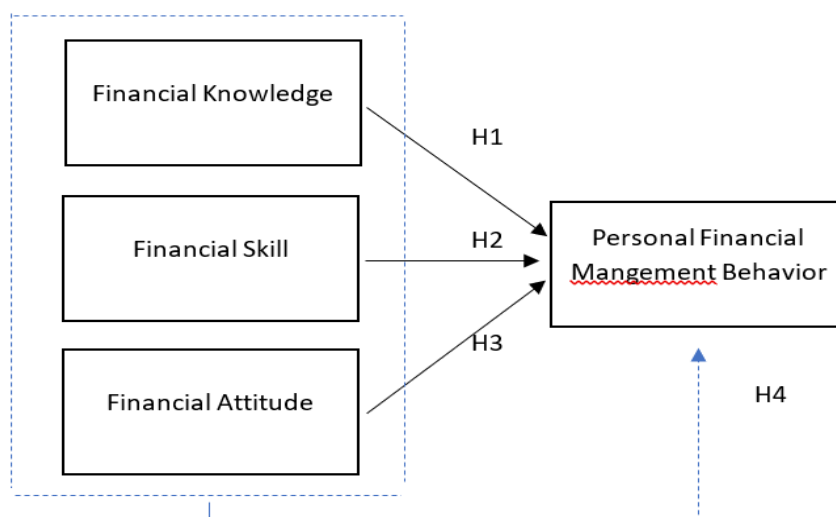 Financial Knowledge
H1
Financial Skill
H2
Personal Financial
Mangement Behavior
H3
Financial Attitude
H4